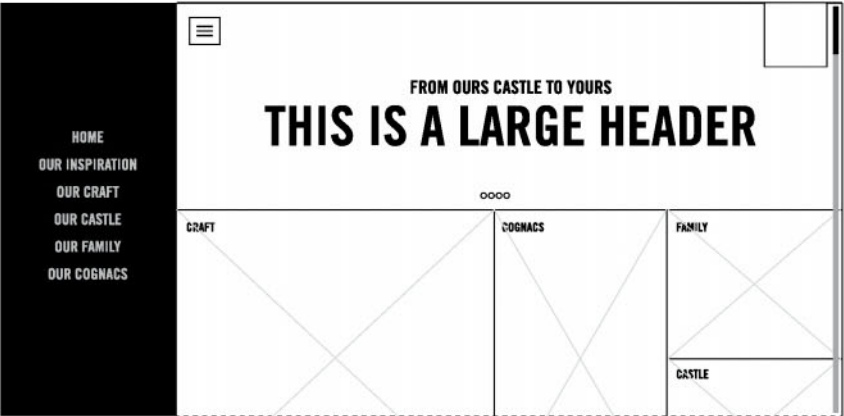 HOME
OUR INSPIRATION
OUR CRAFT
OUR CASTLE
OUR FAMILY
OUR COGNACS
FROM OURS CASTLE TO YOURS
THIS IS A LARGE HEADER
CRAFT
COGNACS
FAMILY
CASTLE